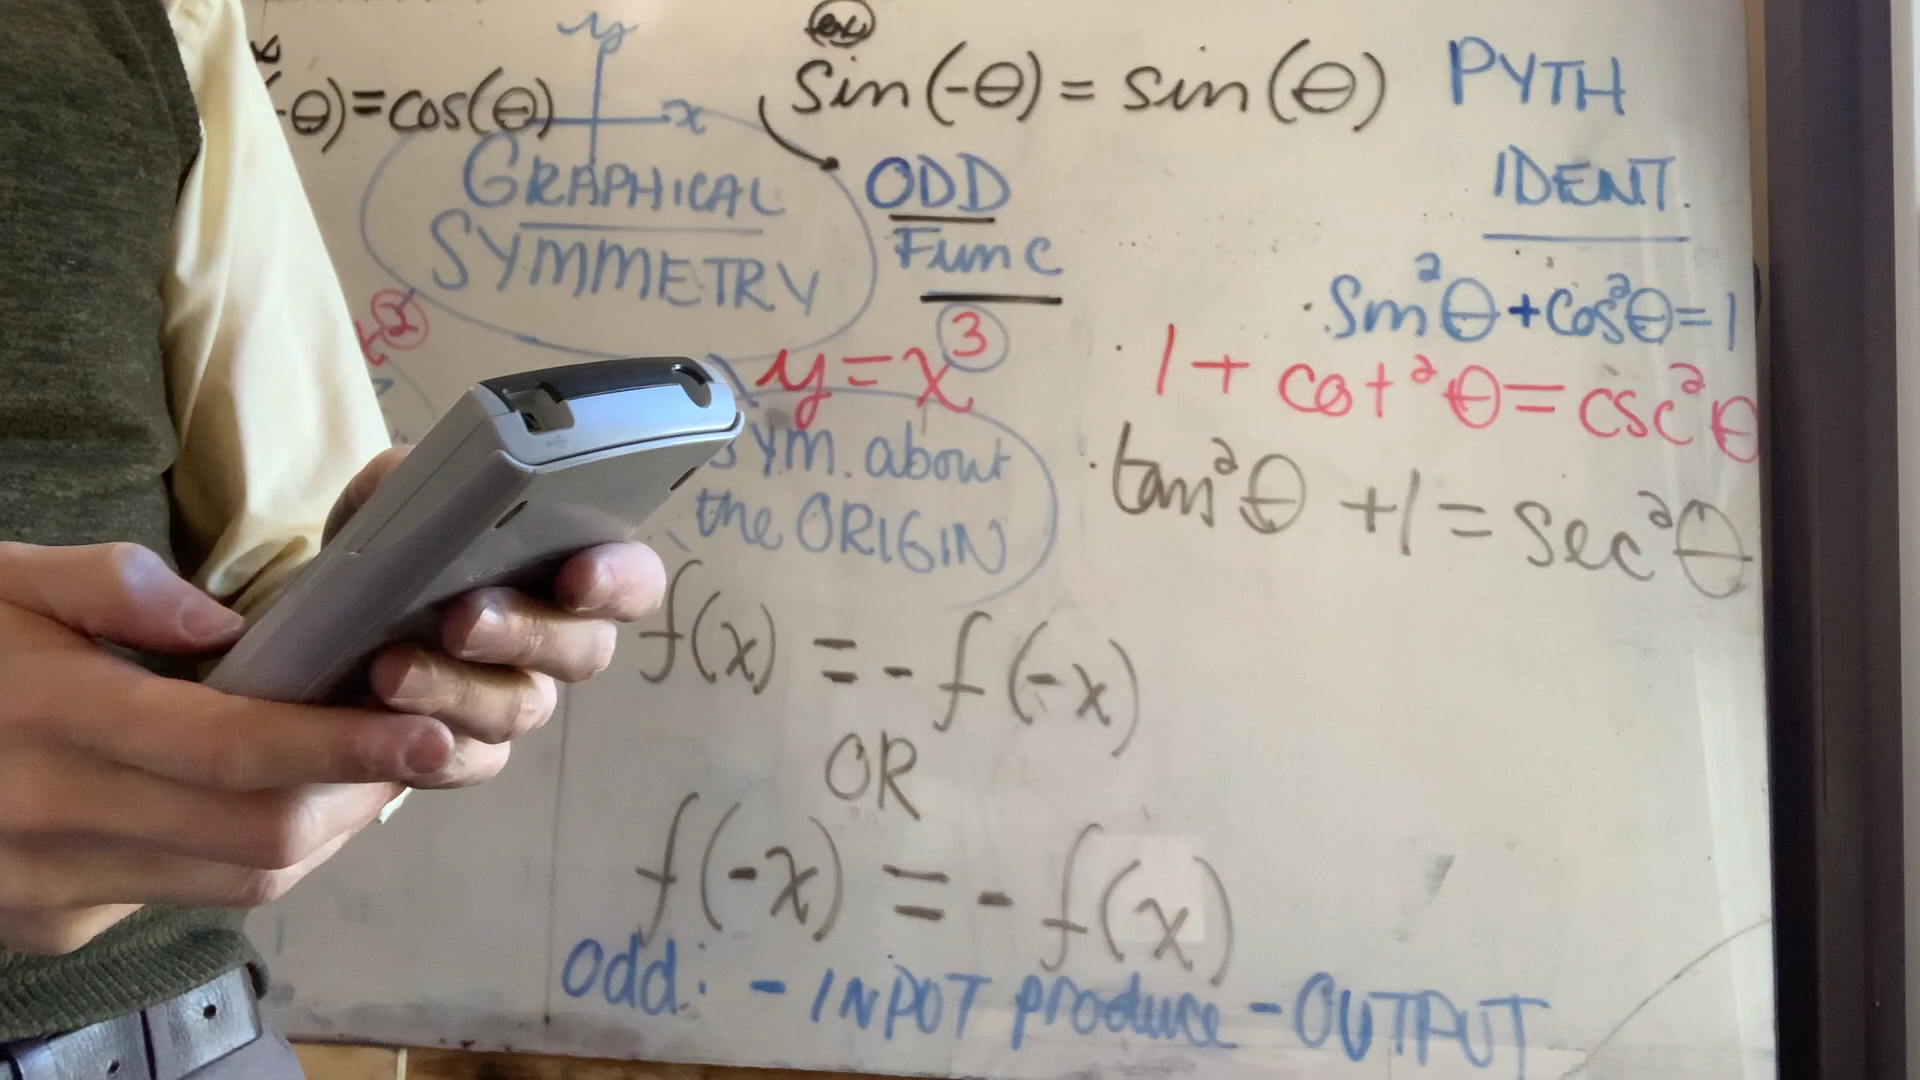 y
x
-θ)=cos(θ)
GRAPHICAL
SYMMETRY
ex
sin(-θ) = sin(θ)
ODD
Func
y = x³
sym. about
the ORIGIN
f(x) = - f(-x)
OR
f(-x) = - f(x)
odd: - INPUT produce - OUTPUT
PYTH
IDENT.
sin²θ + cos²θ = 1
1 + cot²θ = csc²θ
tan²θ + 1 = sec²θ